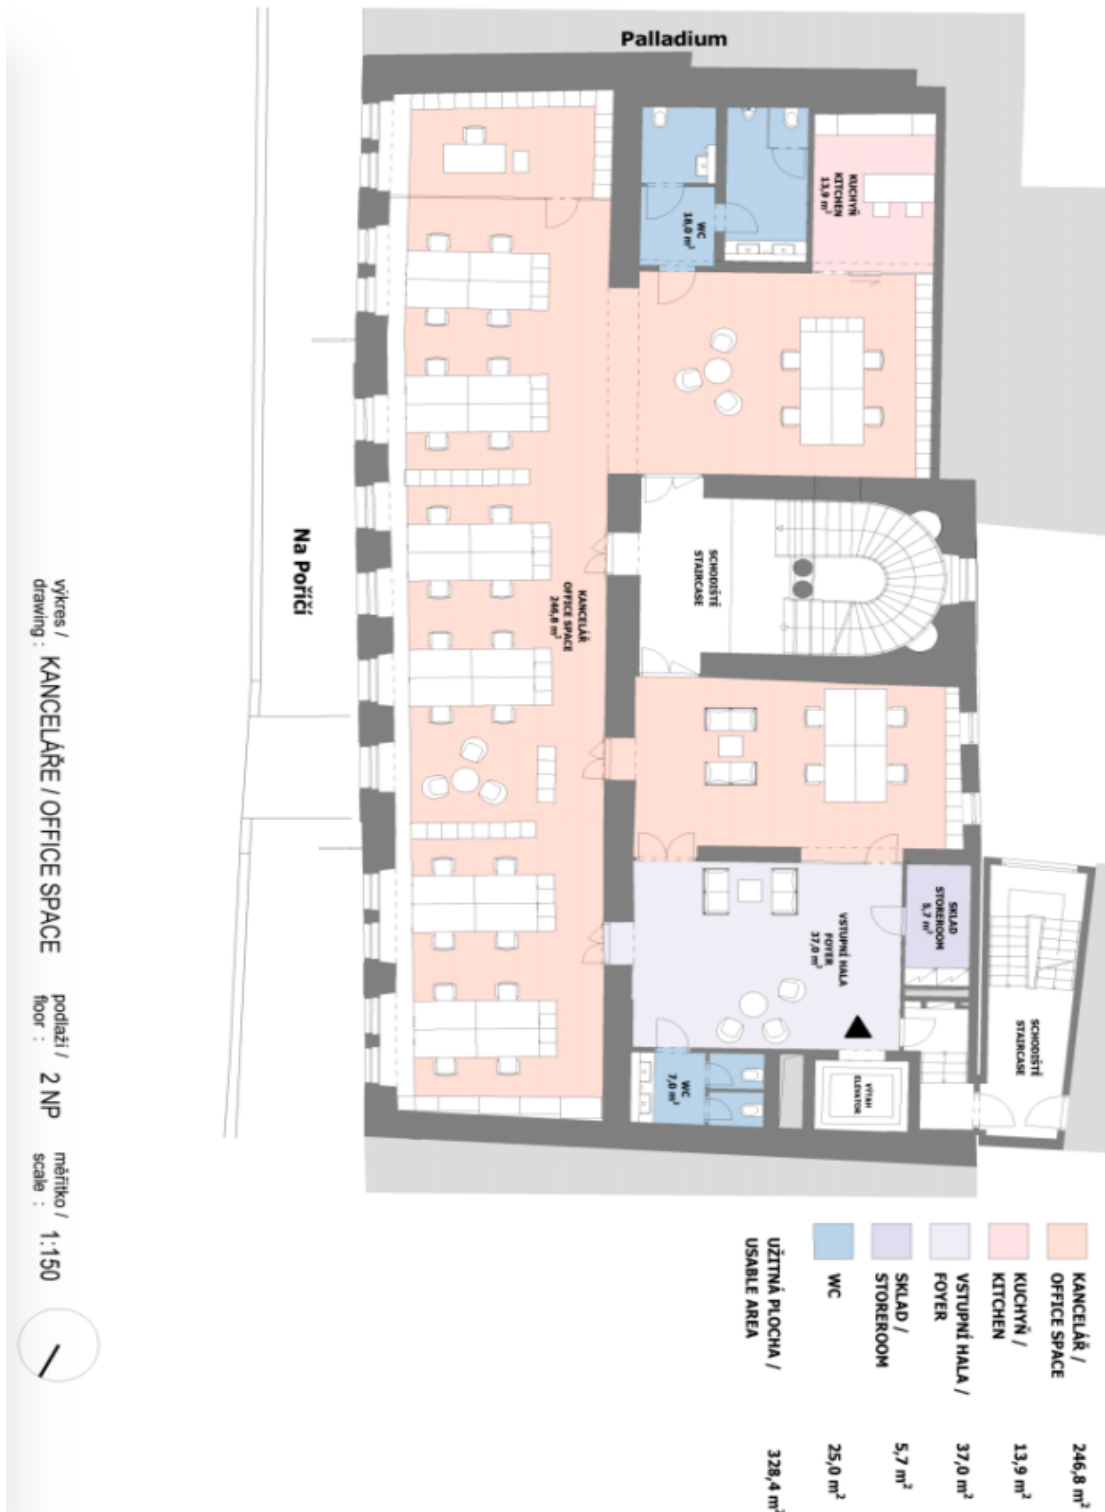 Palladium
KUCHYŇ
KITCHEN
13,9 m²
WC
18,0 m²
Na Poříčí
SCHODIŠTĚ
STAIRCASE
KANCELÁŘ
OFFICE SPACE
246,8 m²
SKLAD
STOREROOM
5,7 m²
VSTUPNÍ HALA
FOYER
37,0 m²
SCHODIŠTĚ
STAIRCASE
WC
7,0 m²
VÝTAH
ELEVATOR
KANCELÁŘ /
OFFICE SPACE
246,8 m²
KUCHYŇ /
KITCHEN
13,9 m²
VSTUPNÍ HALA /
FOYER
37,0 m²
SKLAD /
STOREROOM
5,7 m²
WC
25,0 m²
UŽITNÁ PLOCHA /
USABLE AREA
328,4 m²
výkres /
drawing : KANCELÁŘE / OFFICE SPACE
podlaží /
floor : 2 NP
měřítko /
scale : 1:150